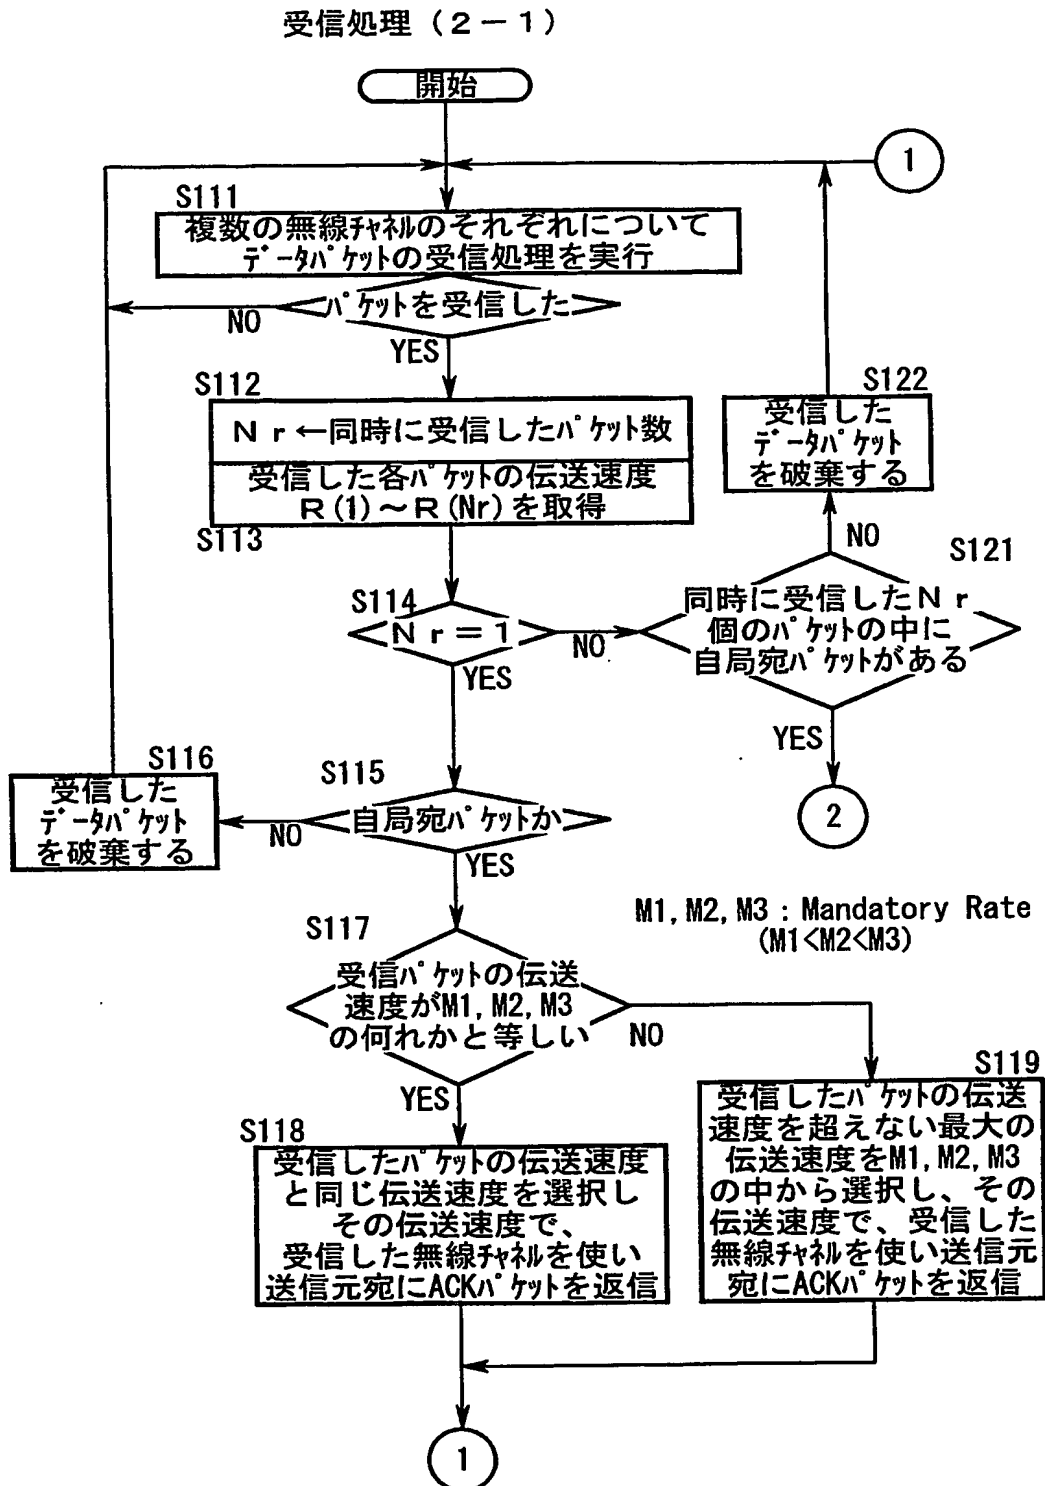 受信処理（２－１）
開始
1
S111
複数の無線ﾁｬﾈﾙのそれぞれについて
ﾃﾞｰﾀﾊﾟｹｯﾄの受信処理を実行
ﾊﾟｹｯﾄを受信した
NO
YES
S112
Ｎｒ←同時に受信したﾊﾟｹｯﾄ数
受信した各ﾊﾟｹｯﾄの伝送速度
Ｒ(1)～Ｒ(Nr)を取得
S113
S122
受信した
ﾃﾞｰﾀﾊﾟｹｯﾄ
を破棄する
NO
S121
同時に受信したＮｒ
個のﾊﾟｹｯﾄの中に
自局宛ﾊﾟｹｯﾄがある
YES
2
S114
Ｎｒ＝１
NO
YES
S115
自局宛ﾊﾟｹｯﾄか
NO
YES
S116
受信した
ﾃﾞｰﾀﾊﾟｹｯﾄ
を破棄する
M1,M2,M3：Mandatory Rate
(M1<M2<M3)
S117
受信ﾊﾟｹｯﾄの伝送
速度がM1,M2,M3
の何れかと等しい
NO
YES
S118
受信したﾊﾟｹｯﾄの伝送速度
と同じ伝送速度を選択し
その伝送速度で、
受信した無線ﾁｬﾈﾙを使い
送信元宛にACKﾊﾟｹｯﾄを返信
S119
受信したﾊﾟｹｯﾄの伝送
速度を超えない最大の
伝送速度をM1,M2,M3
の中から選択し、その
伝送速度で、受信した
無線ﾁｬﾈﾙを使い送信元
宛にACKﾊﾟｹｯﾄを返信
1